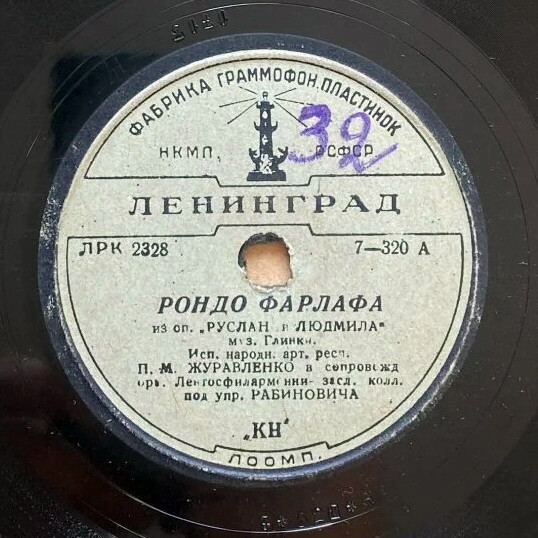 ФАБРИКА ГРАММОФОН. ПЛАСТИНОК
32
НКМП, РСФСР
ЛЕНИНГРАД
ЛРК 2328 7—320 А
РОНДО ФАРЛАФА
из оп. „РУСЛАН и ЛЮДМИЛА“
муз. Глинки.
Исп. народн. арт. респ.
П. М. ЖУРАВЛЕНКО в сопровожд
орк. Ленгосфилармонии- засл. колл.
под упр. РАБИНОВИЧА
„КН“
ЛООМП.